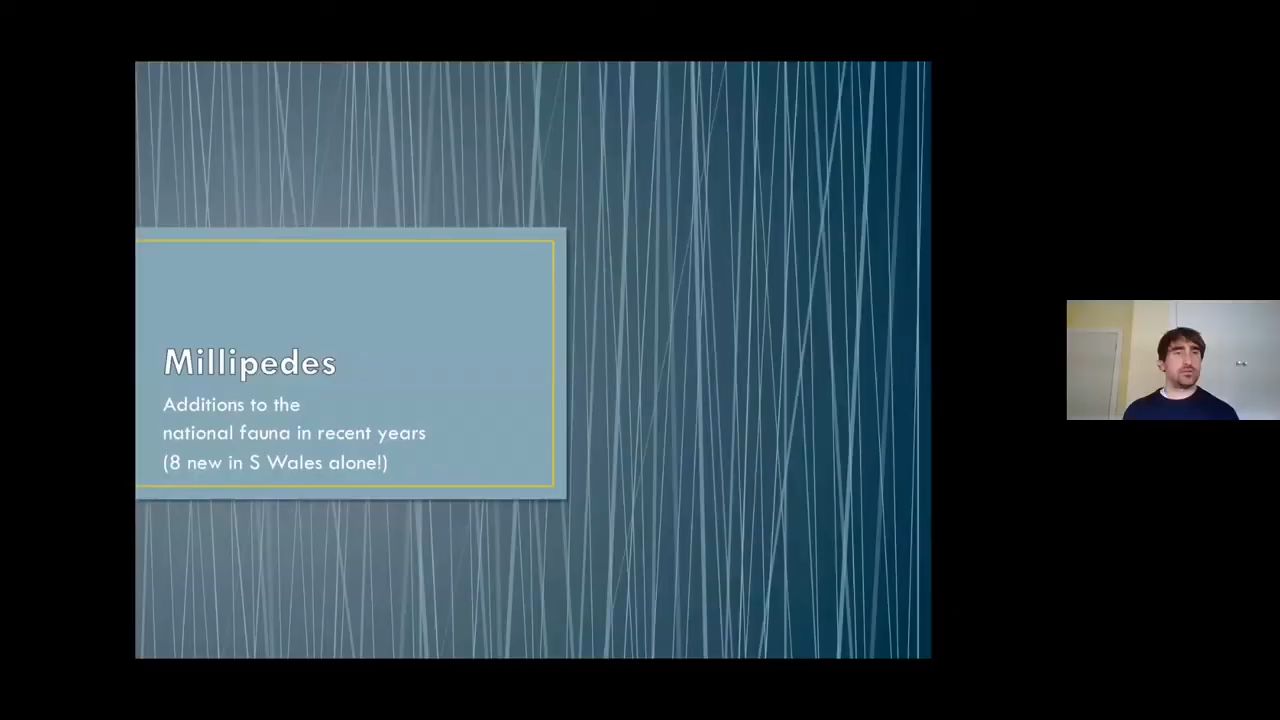 Millipedes
Additions to the
national fauna in recent years
(8 new in S Wales alone!)